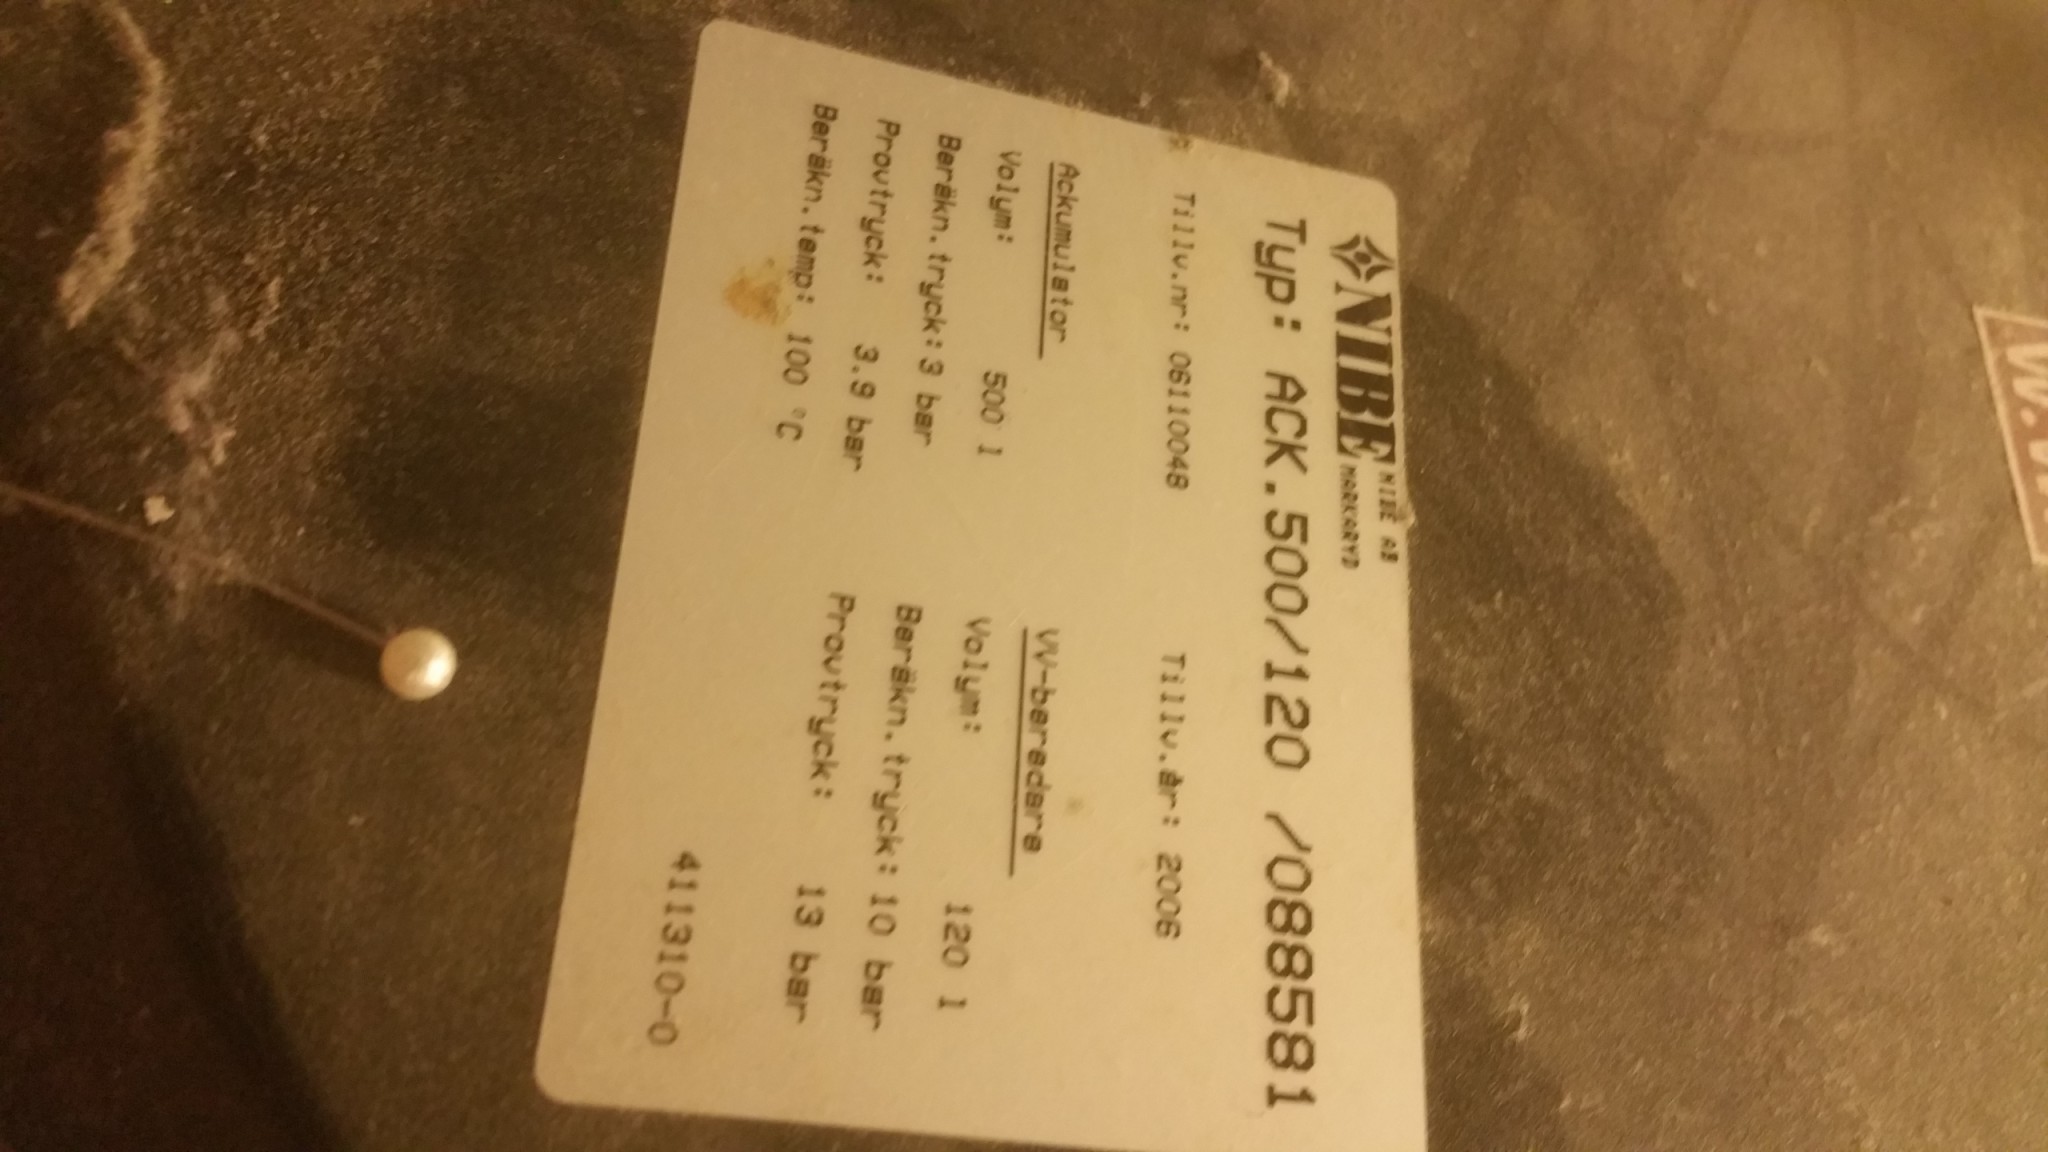 NIBE NIBE AB
MARKARYD
Typ: ACK.500/120 /088581
Tillv.nr: 06110048 Tillv.år: 2006
Ackumulator VV-beredare
Volym: 500 l Volym: 120 l
Beräkn.tryck: 3 bar Beräkn.tryck: 10 bar
Provtryck: 3.9 bar Provtryck: 13 bar
Beräkn.temp: 100 °C
411310-0